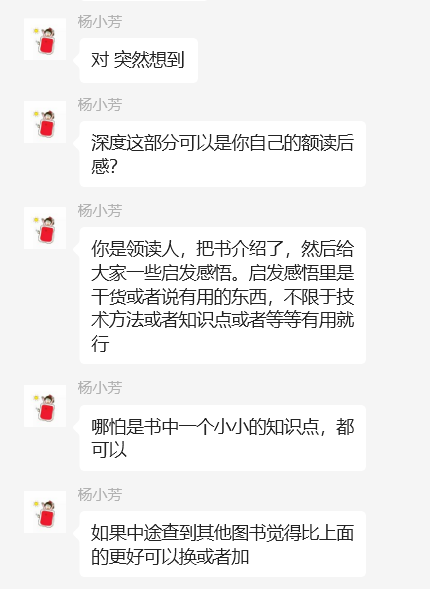 杨小芳
对 突然想到
杨小芳
深度这部分可以是你自己的额读后
感？
杨小芳
你是领读人，把书介绍了，然后给
大家一些启发感悟。启发感悟里是
干货或者说有用的东西，不限于技
术方法或者知识点或者等等有用就
行
杨小芳
哪怕是书中一个小小的知识点，都
可以
杨小芳
如果中途查到其他图书觉得比上面
的更好可以换或者加